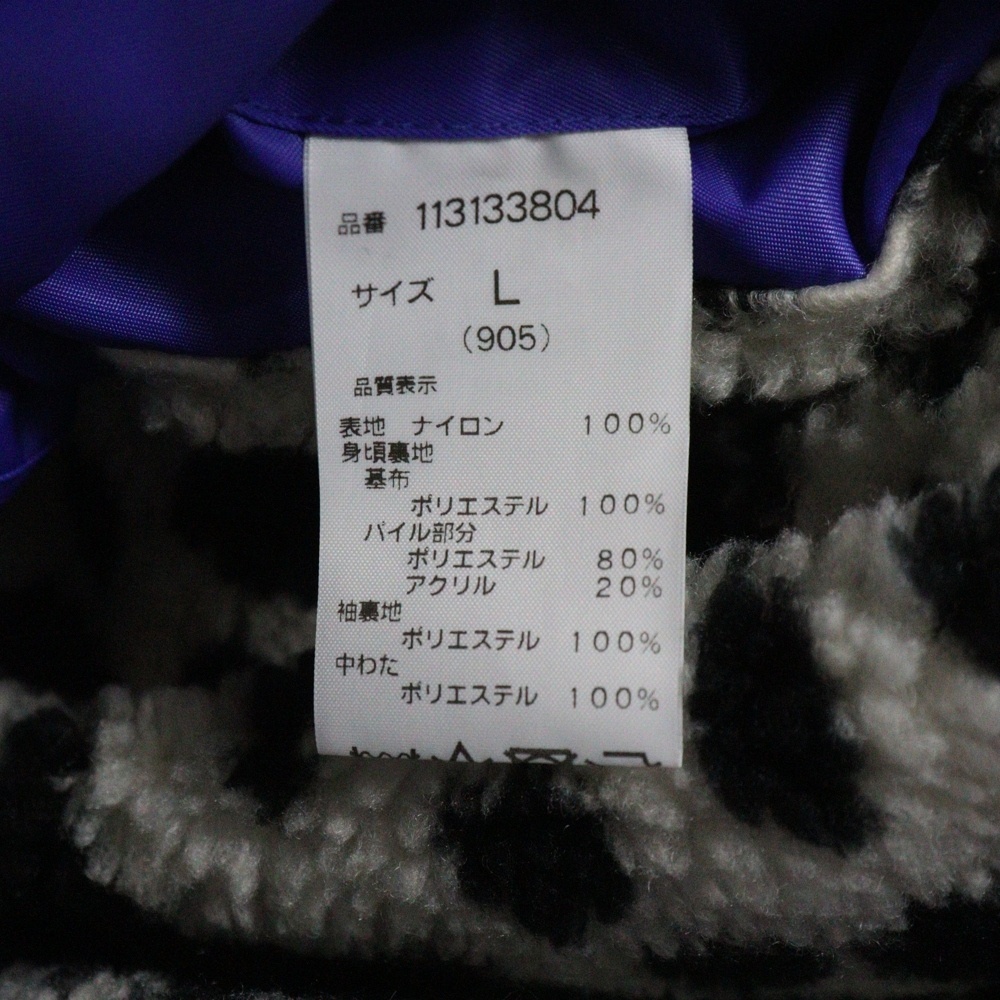 品番 113133804
サイズ L
(905)
品質表示
表地 ナイロン 100%
身頃裏地
基布
ポリエステル 100%
パイル部分
ポリエステル 80%
アクリル 20%
袖裏地
ポリエステル 100%
中わた
ポリエステル 100%